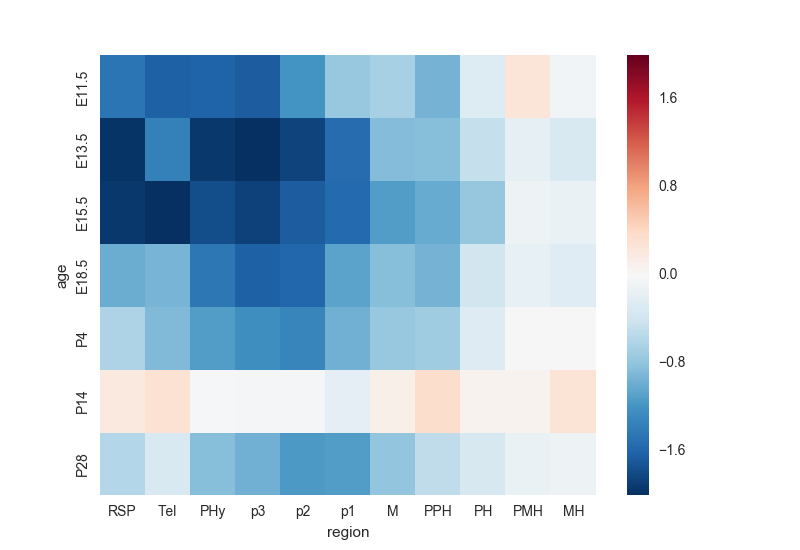 E11.5
E13.5
E15.5
E18.5
P4
P14
P28
age
RSP Tel PHy p3 p2 p1 M PPH PH PMH MH
region
1.6
0.8
0.0
−0.8
−1.6